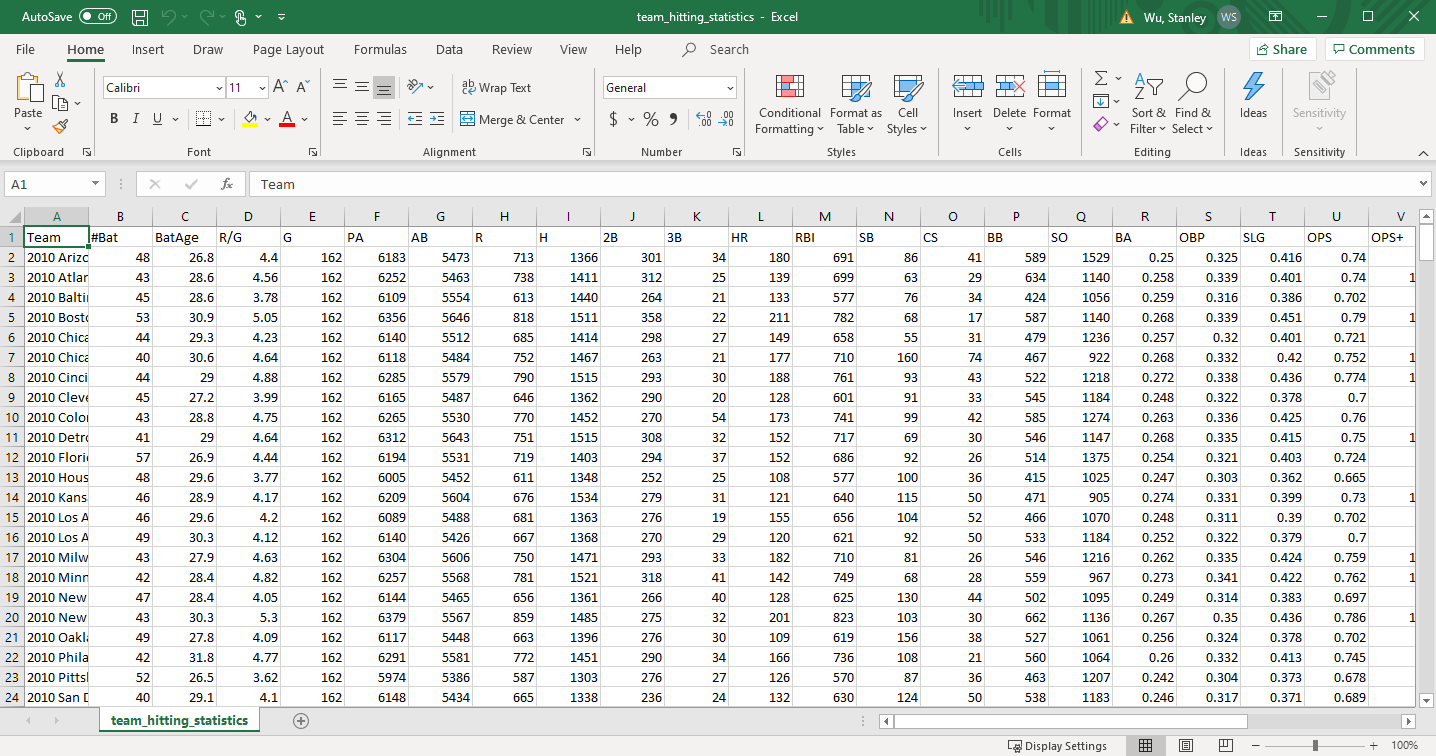 AutoSave Off team_hitting_statistics - Excel Wu, Stanley WS
File Home Insert Draw Page Layout Formulas Data Review View Help Search Share Comments
Paste Calibri 11 B I U A ab Wrap Text Merge & Center General $ % Conditional Formatting Format as Table Cell Styles Insert Delete Format Sort & Filter Find & Select Ideas Sensitivity
Clipboard Font Alignment Number Styles Cells Editing Ideas Sensitivity
A1 fx Team
A B C D E F G H I J K L M N O P Q R S T U V
1 Team #Bat BatAge R/G G PA AB R H 2B 3B HR RBI SB CS BB SO BA OBP SLG OPS OPS+
2 2010 Arizo 48 26.8 4.4 162 6183 5473 713 1366 301 34 180 691 86 41 589 1529 0.25 0.325 0.416 0.74
3 2010 Atlar 43 28.6 4.56 162 6252 5463 738 1411 312 25 139 699 63 29 634 1140 0.258 0.339 0.401 0.74 1
4 2010 Balti 45 28.6 3.78 162 6109 5554 613 1440 264 21 133 577 76 34 424 1056 0.259 0.316 0.386 0.702
5 2010 Bosto 53 30.9 5.05 162 6356 5646 818 1511 358 22 211 782 68 17 587 1140 0.268 0.339 0.451 0.79 1
6 2010 Chica 44 29.3 4.23 162 6140 5512 685 1414 298 27 149 658 55 31 479 1236 0.257 0.32 0.401 0.721
7 2010 Chica 40 30.6 4.64 162 6118 5484 752 1467 263 21 177 710 160 74 467 922 0.268 0.332 0.42 0.752 1
8 2010 Cinci 44 29 4.88 162 6285 5579 790 1515 293 30 188 761 93 43 522 1218 0.272 0.338 0.436 0.774 1
9 2010 Cleve 45 27.2 3.99 162 6165 5487 646 1362 290 20 128 601 91 33 545 1184 0.248 0.322 0.378 0.7
10 2010 Color 43 28.8 4.75 162 6265 5530 770 1452 270 54 173 741 99 42 585 1274 0.263 0.336 0.425 0.76
11 2010 Detro 41 29 4.64 162 6312 5643 751 1515 308 32 152 717 69 30 546 1147 0.268 0.335 0.415 0.75 1
12 2010 Flori 57 26.9 4.44 162 6194 5531 719 1403 294 37 152 686 92 26 514 1375 0.254 0.321 0.403 0.724
13 2010 Hous 48 29.6 3.77 162 6005 5452 611 1348 252 25 108 577 100 36 415 1025 0.247 0.303 0.362 0.665
14 2010 Kans 46 28.9 4.17 162 6209 5604 676 1534 279 31 121 640 115 50 471 905 0.274 0.331 0.399 0.73 1
15 2010 Los A 46 29.6 4.2 162 6089 5488 681 1363 276 19 155 656 104 52 466 1070 0.248 0.311 0.39 0.702
16 2010 Los A 49 30.3 4.12 162 6140 5426 667 1368 270 29 120 621 92 50 533 1184 0.252 0.322 0.379 0.7
17 2010 Milw 43 27.9 4.63 162 6304 5606 750 1471 293 33 182 710 81 26 546 1216 0.262 0.335 0.424 0.759 1
18 2010 Minn 42 28.4 4.82 162 6257 5568 781 1521 318 41 142 749 68 28 559 967 0.273 0.341 0.422 0.762 1
19 2010 New 47 28.4 4.05 162 6144 5465 656 1361 266 40 128 625 130 44 502 1095 0.249 0.314 0.383 0.697
20 2010 New 43 30.3 5.3 162 6379 5567 859 1485 275 32 201 823 103 30 662 1136 0.267 0.35 0.436 0.786 1
21 2010 Oakl 49 27.8 4.09 162 6117 5448 663 1396 276 30 109 619 156 38 527 1061 0.256 0.324 0.378 0.702
22 2010 Phila 42 31.8 4.77 162 6291 5581 772 1451 290 34 166 736 108 21 560 1064 0.26 0.332 0.413 0.745
23 2010 Pitts 52 26.5 3.62 162 5974 5386 587 1303 276 27 126 570 87 36 463 1207 0.242 0.304 0.373 0.678
24 2010 San D 40 29.1 4.1 162 6148 5434 665 1338 236 24 132 630 124 50 538 1183 0.246 0.317 0.371 0.689
team_hitting_statistics
Display Settings 100%